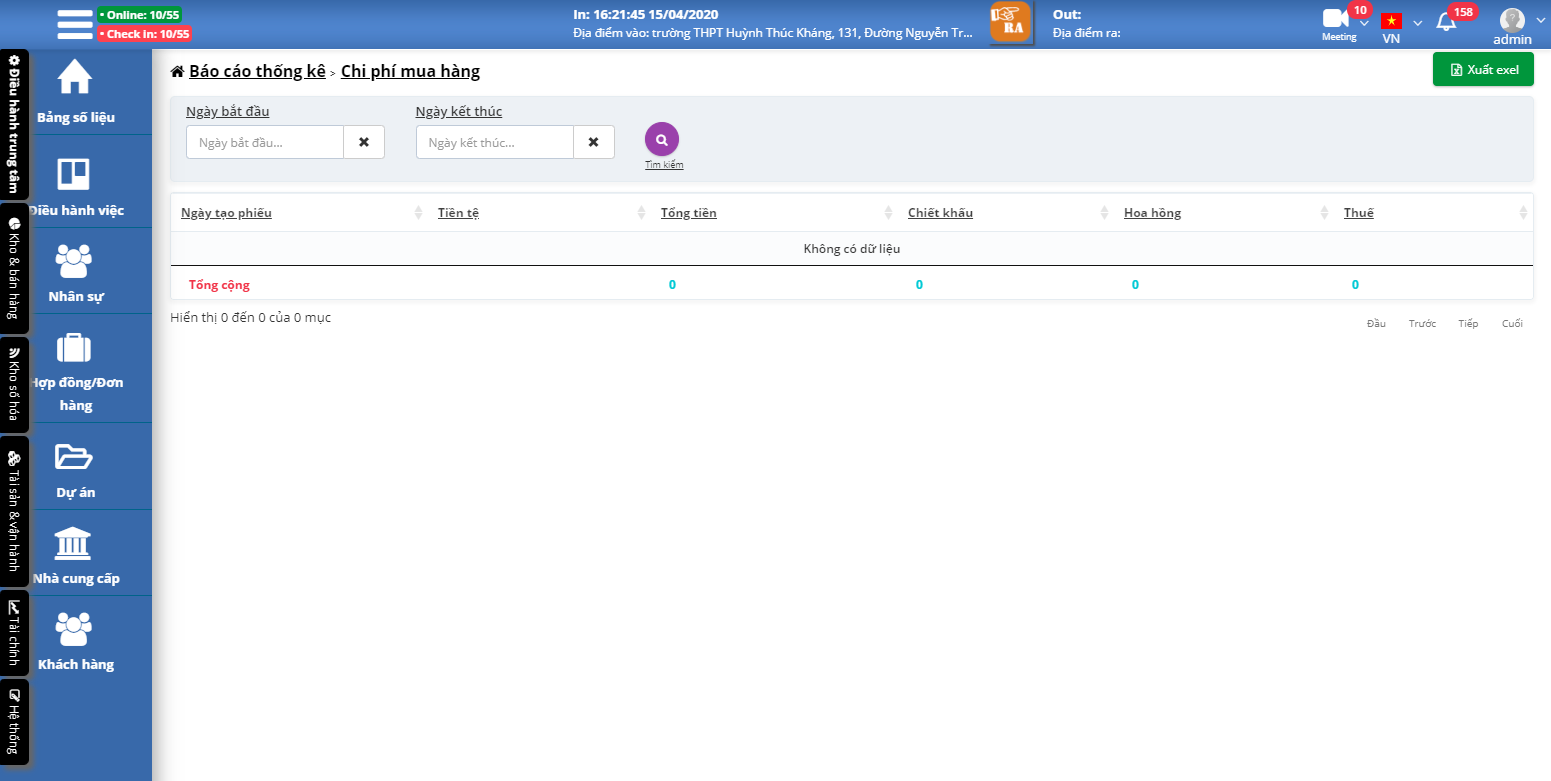 • Online: 10/55
• Check In: 10/55
In: 16:21:45 15/04/2020
Địa điểm vào: trường THPT Huỳnh Thúc Kháng, 131, Đường Nguyễn Tr...
RA
Out:
Địa điểm ra:
10
Meeting
VN
158
admin
Điều hành trung tâm
Kho & bán hàng
Kho số hóa
Tài sản & vận hành
Tài chính
Hệ thống
Bảng số liệu
Điều hành việc
Nhân sự
Hợp đồng/Đơn
hàng
Dự án
Nhà cung cấp
Khách hàng
Báo cáo thống kê > Chi phí mua hàng
Xuất exel
Ngày bắt đầu
Ngày kết thúc
Ngày bắt đầu...
Ngày kết thúc...
Tìm kiếm
Ngày tạo phiếu Tiền tệ Tổng tiền Chiết khấu Hoa hồng Thuế
Không có dữ liệu
Tổng cộng 0 0 0 0
Hiển thị 0 đến 0 của 0 mục
Đầu Trước Tiếp Cuối